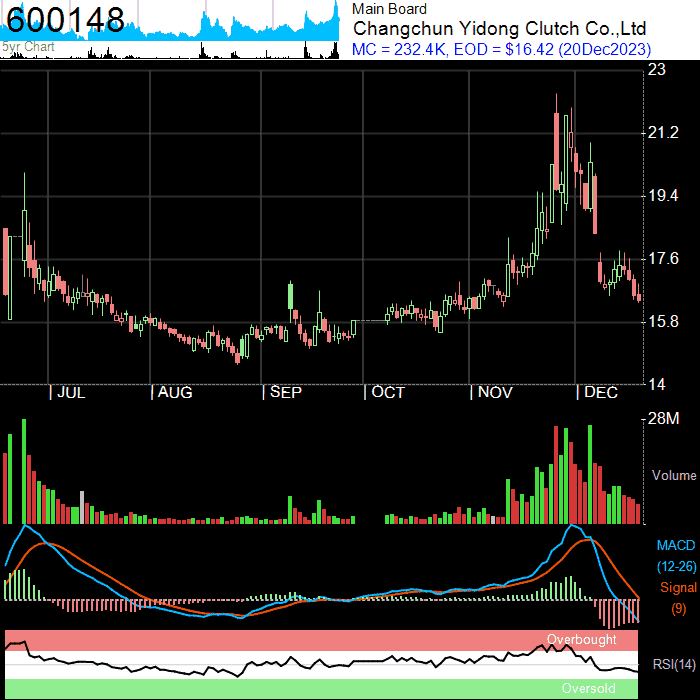 600148
5yr Chart
Main Board
Changchun Yidong Clutch Co.,Ltd
MC = 232.4K, EOD = $16.42 (20Dec2023)
23
21.2
19.4
17.6
15.8
14
| JUL | AUG | SEP | OCT | NOV | DEC
28M
Volume
MACD
(12-26)
Signal
(9)
Overbought
RSI(14)
Oversold